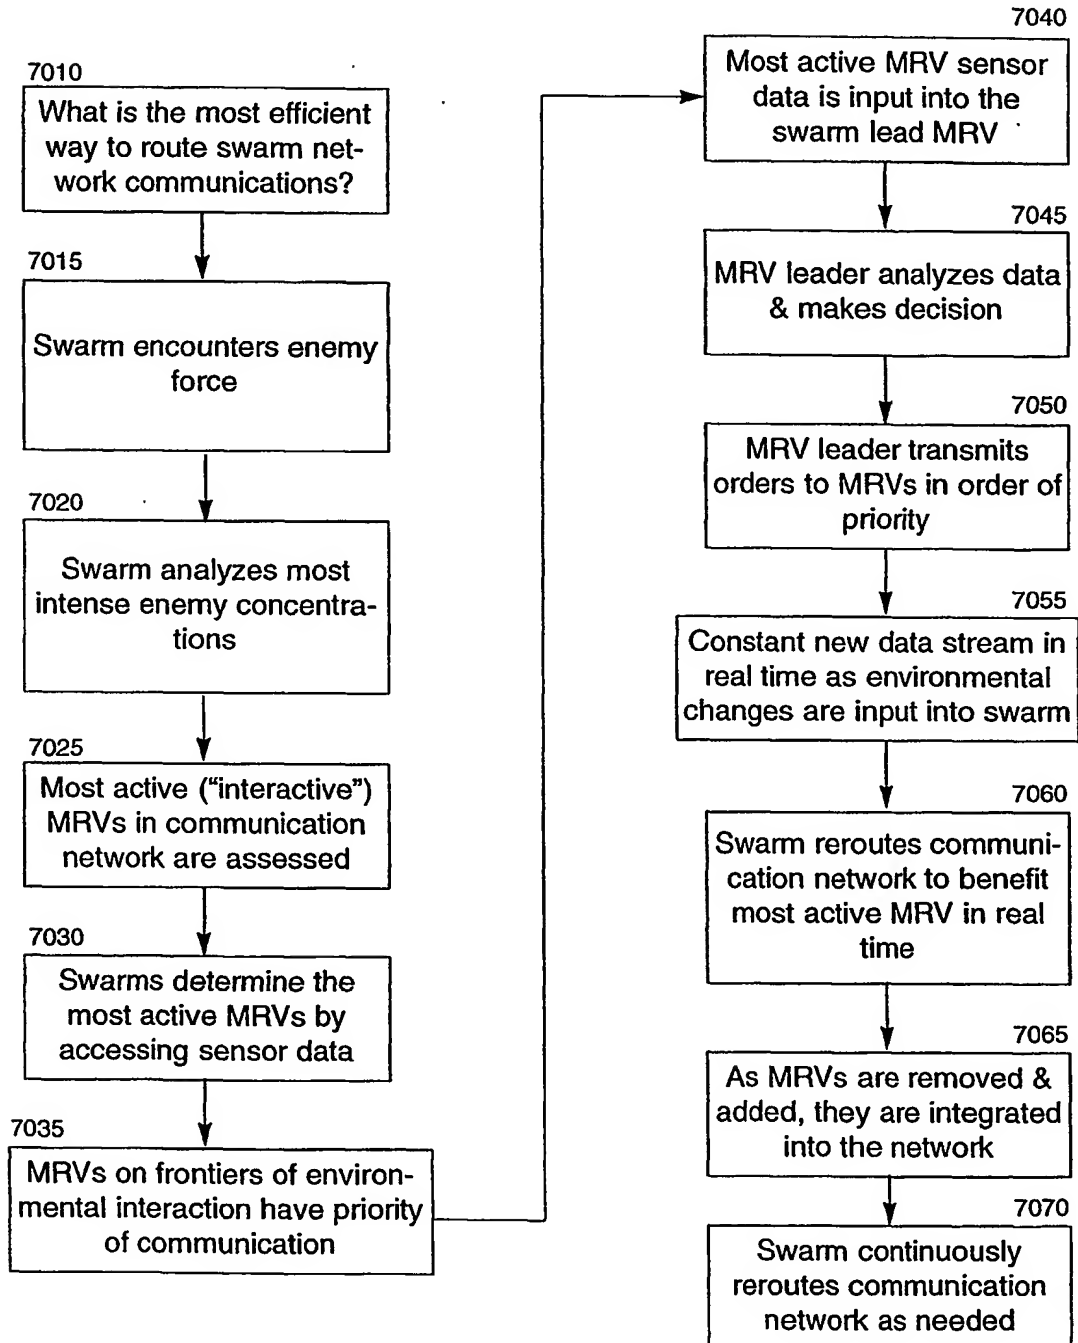 7010
What is the most efficient
way to route swarm net-
work communications?
7015
Swarm encounters enemy
force
7020
Swarm analyzes most
intense enemy concentra-
tions
7025
Most active (“interactive”)
MRVs in communication
network are assessed
7030
Swarms determine the
most active MRVs by
accessing sensor data
7035
MRVs on frontiers of environ-
mental interaction have priority
of communication
7040
Most active MRV sensor
data is input into the
swarm lead MRV
7045
MRV leader analyzes data
& makes decision
7050
MRV leader transmits
orders to MRVs in order of
priority
7055
Constant new data stream in
real time as environmental
changes are input into swarm
7060
Swarm reroutes communi-
cation network to benefit
most active MRV in real
time
7065
As MRVs are removed &
added, they are integrated
into the network
7070
Swarm continuously
reroutes communication
network as needed